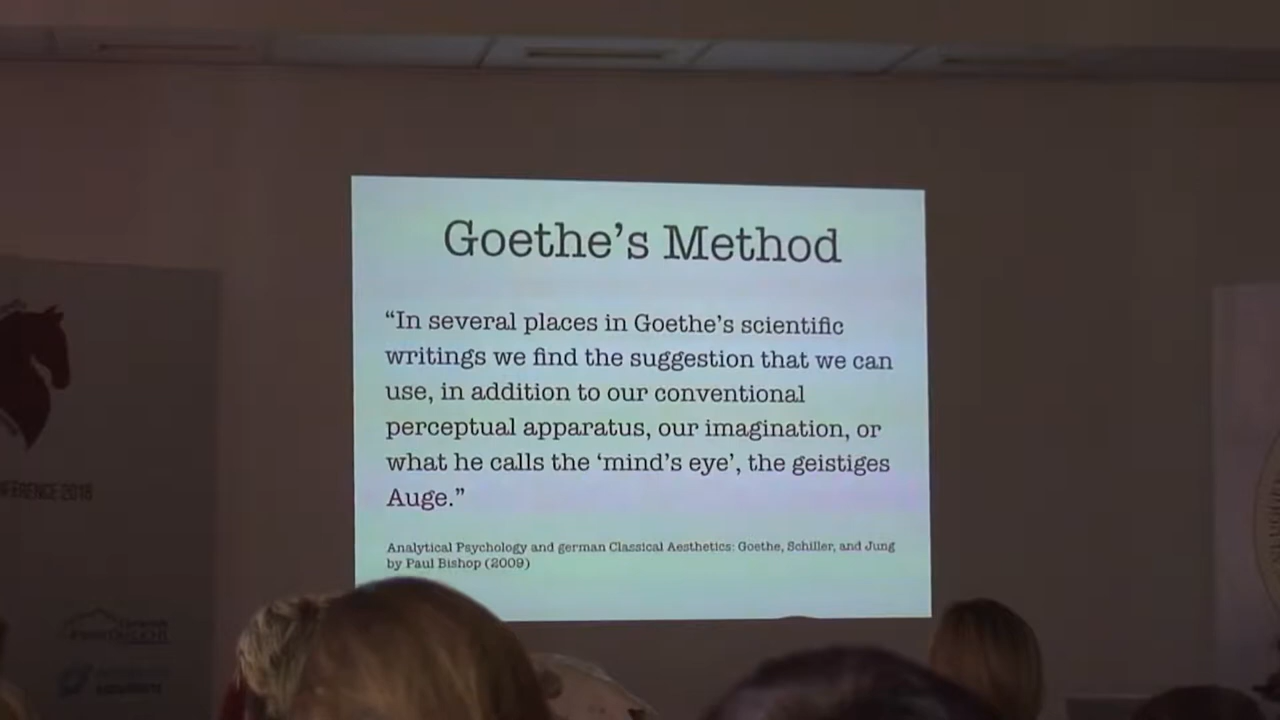 Goethe's Method
“In several places in Goethe's scientific
writings we find the suggestion that we can
use, in addition to our conventional
perceptual apparatus, our imagination, or
what he calls the ‘mind's eye’, the geistiges
Auge.”
Analytical Psychology and german Classical Aesthetics: Goethe, Schiller, and Jung
by Paul Bishop (2009)
2018